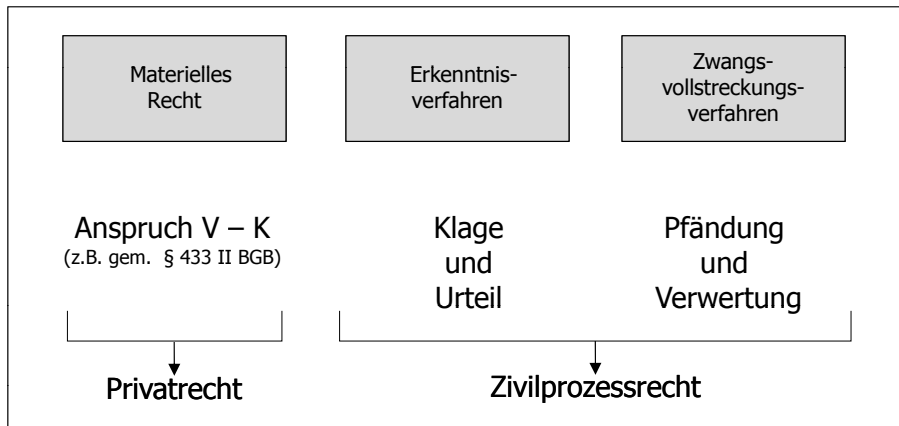 Materielles
Recht
Erkenntnis-
verfahren
Zwangs-
vollstreckungs-
verfahren
Anspruch V – K
(z.B. gem. § 433 II BGB)
Klage
und
Urteil
Pfändung
und
Verwertung
Privatrecht
Zivilprozessrecht